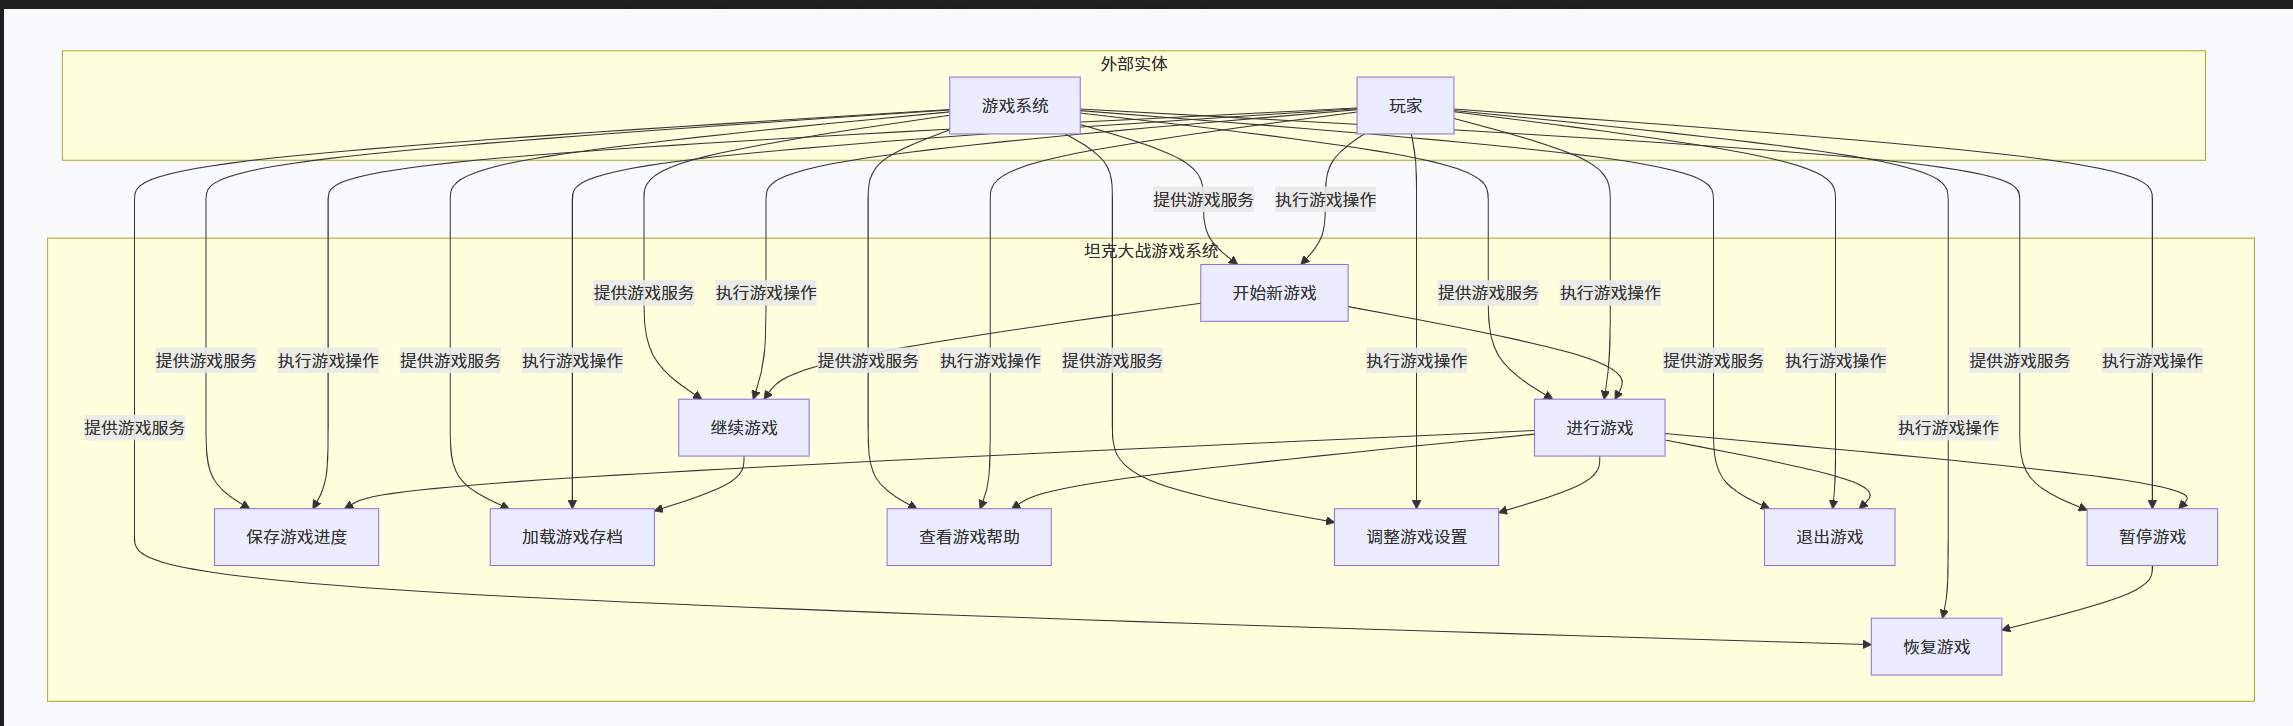 外部实体
游戏系统
玩家
提供游戏服务
执行游戏操作
坦克大战游戏系统
提供游戏服务
执行游戏操作
开始新游戏
提供游戏服务
执行游戏操作
提供游戏服务
执行游戏操作
提供游戏服务
执行游戏操作
提供游戏服务
执行游戏操作
提供游戏服务
执行游戏操作
提供游戏服务
执行游戏操作
提供游戏服务
执行游戏操作
提供游戏服务
继续游戏
进行游戏
执行游戏操作
保存游戏进度
加载游戏存档
查看游戏帮助
调整游戏设置
退出游戏
暂停游戏
恢复游戏